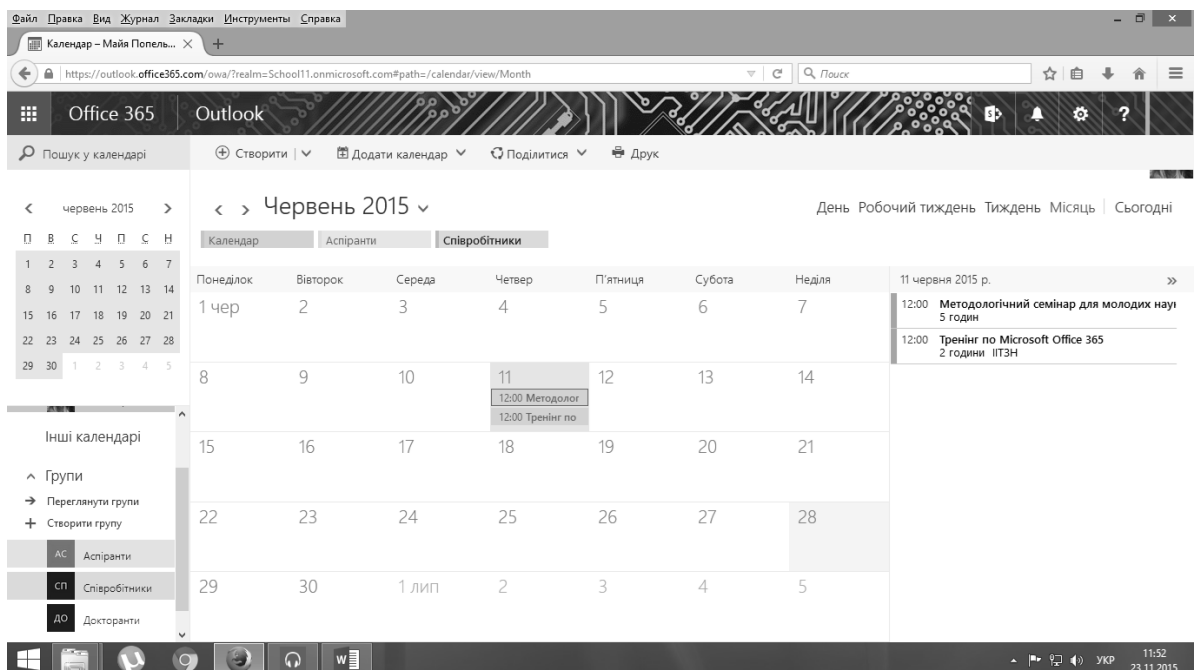 Файл Правка Вид Журнал Закладки Инструменты Справка
Календар – Майя Попель...
https://outlook.office365.com/owa/?realm=School11.onmicrosoft.com#path=/calendar/view/Month
Поиск
Office 365 Outlook
Пошук у календарі
Створити
Додати календар
Поділитися
Друк
червень 2015
П В С Ч П С Н
1 2 3 4 5 6 7
8 9 10 11 12 13 14
15 16 17 18 19 20 21
22 23 24 25 26 27 28
29 30 1 2 3 4 5
Інші календарі
Групи
Переглянути групи
Створити групу
АС Аспіранти
СП Співробітники
ДО Докторанти
Червень 2015
День Робочий тиждень Тиждень Місяць Сьогодні
Календар Аспіранти Співробітники
Понеділок Вівторок Середа Четвер П'ятниця Субота Неділя
1 чер 2 3 4 5 6 7
8 9 10 11 12 13 14
12:00 Методолог
12:00 Тренінг по
15 16 17 18 19 20 21
22 23 24 25 26 27 28
29 30 1 лип 2 3 4 5
11 червня 2015 р.
12:00 Методологічний семінар для молодих наук
5 годин
12:00 Тренінг по Microsoft Office 365
2 години ІІТЗН
УКР
11:52
23.11.2015